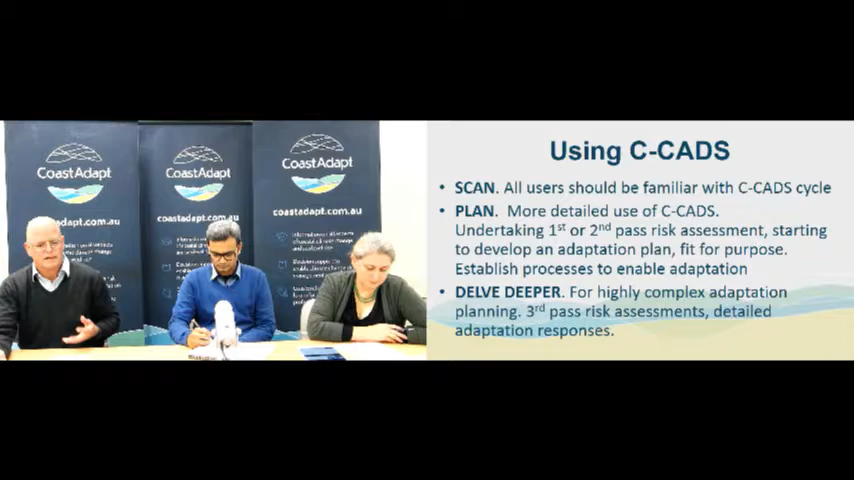 CoastAdapt
coastadapt.com.au
CoastAdapt
coastadapt.com.au
CoastAdapt
coastadapt.com.au
Using C-CADS
• SCAN. All users should be familiar with C-CADS cycle
• PLAN. More detailed use of C-CADS.
Undertaking 1st or 2nd pass risk assessment, starting
to develop an adaptation plan, fit for purpose.
Establish processes to enable adaptation
• DELVE DEEPER. For highly complex adaptation
planning. 3rd pass risk assessments, detailed
adaptation responses.